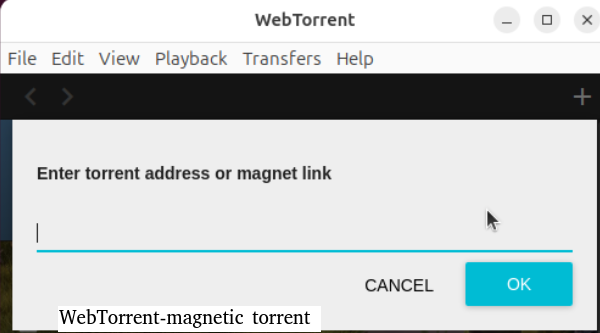 WebTorrent
File Edit View Playback Transfers Help
Enter torrent address or magnet link
CANCEL OK
WebTorrent-magnetic torrent